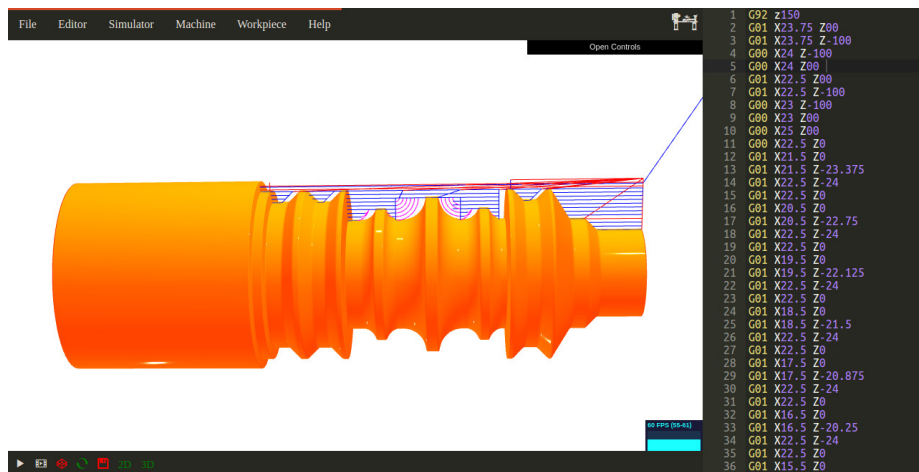 File Editor Simulator Machine Workpiece Help
Open Controls
60 FPS (55-61)
2D 3D
1 G92 z150
2 G01 X23.75 Z00
3 G01 X23.75 Z-100
4 G00 X24 Z-100
5 G00 X24 Z00
6 G01 X22.5 Z00
7 G01 X22.5 Z-100
8 G00 X23 Z-100
9 G00 X23 Z00
10 G00 X25 Z00
11 G00 X22.5 Z0
12 G01 X21.5 Z0
13 G01 X21.5 Z-23.375
14 G01 X22.5 Z-24
15 G01 X22.5 Z0
16 G01 X20.5 Z0
17 G01 X20.5 Z-22.75
18 G01 X22.5 Z-24
19 G01 X22.5 Z0
20 G01 X19.5 Z0
21 G01 X19.5 Z-22.125
22 G01 X22.5 Z-24
23 G01 X22.5 Z0
24 G01 X18.5 Z0
25 G01 X18.5 Z-21.5
26 G01 X22.5 Z-24
27 G01 X22.5 Z0
28 G01 X17.5 Z0
29 G01 X17.5 Z-20.875
30 G01 X22.5 Z-24
31 G01 X22.5 Z0
32 G01 X16.5 Z0
33 G01 X16.5 Z-20.25
34 G01 X22.5 Z-24
35 G01 X22.5 Z0
36 G01 X15.5 Z0